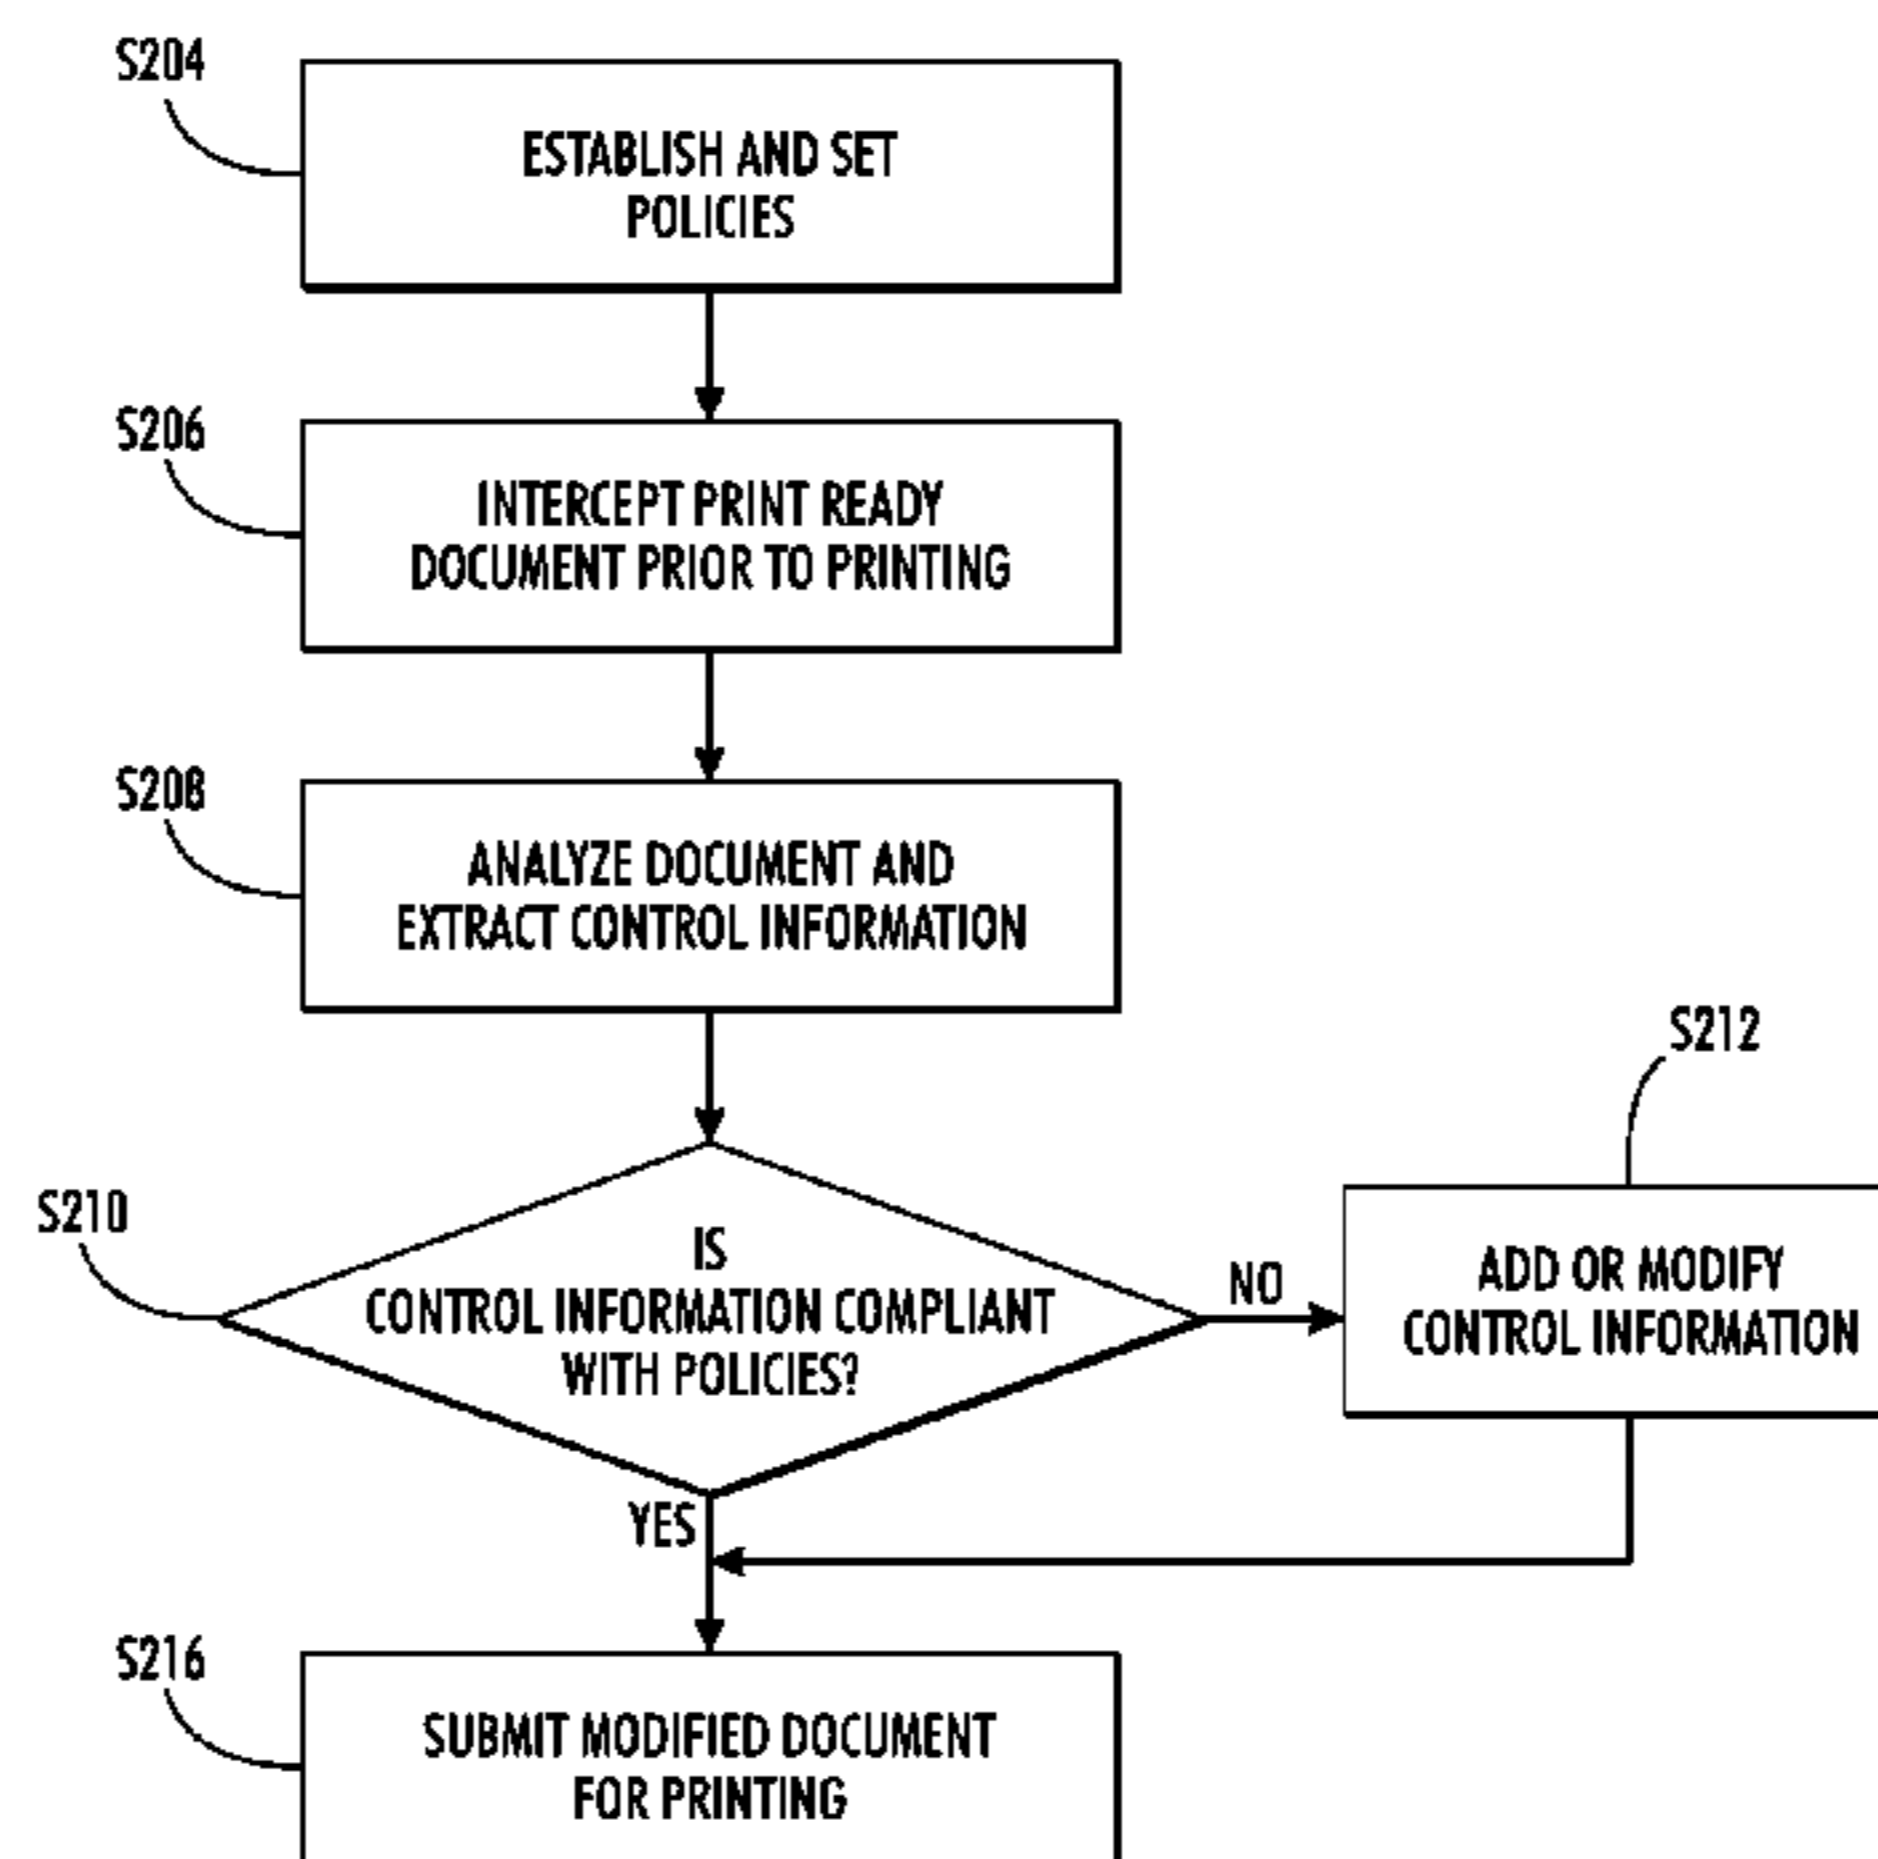 S204
ESTABLISH AND SET
POLICIES
S206
INTERCEPT PRINT READY
DOCUMENT PRIOR TO PRINTING
S208
ANALYZE DOCUMENT AND
EXTRACT CONTROL INFORMATION
S210
IS
CONTROL INFORMATION COMPLIANT
WITH POLICIES?
NO
S212
ADD OR MODIFY
CONTROL INFORMATION
YES
S216
SUBMIT MODIFIED DOCUMENT
FOR PRINTING